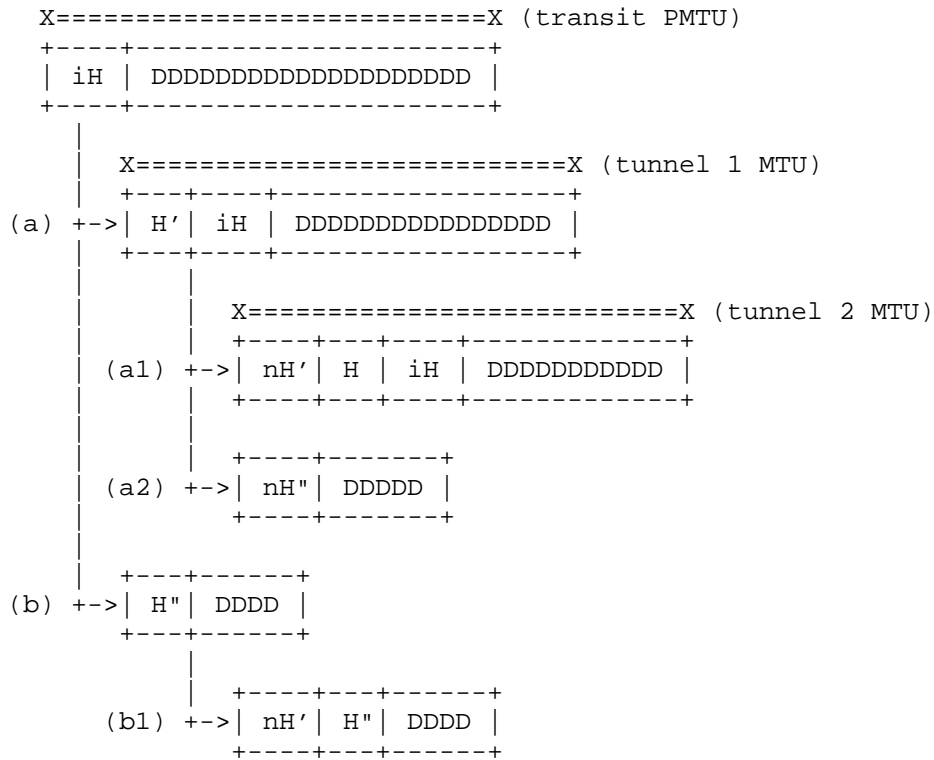 X===========================X (transit PMTU)
+----+----------------------+
| iH | DDDDDDDDDDDDDDDDDDDD |
+----+----------------------+
|
| X===========================X (tunnel 1 MTU)
| +---+----+------------------+
(a) +->| H'| iH | DDDDDDDDDDDDDDDD |
| +---+----+------------------+
| |
| | X===========================X (tunnel 2 MTU)
| | +----+---+----+-------------+
| (a1) +->| nH'| H | iH | DDDDDDDDDDD |
| | +----+---+----+-------------+
| |
| | +----+-------+
| (a2) +->| nH"| DDDDD |
| +----+-------+
|
| +---+------+
(b) +->| H"| DDDD |
+---+------+
|
| +----+---+------+
(b1) +->| nH'| H"| DDDD |
+----+---+------+